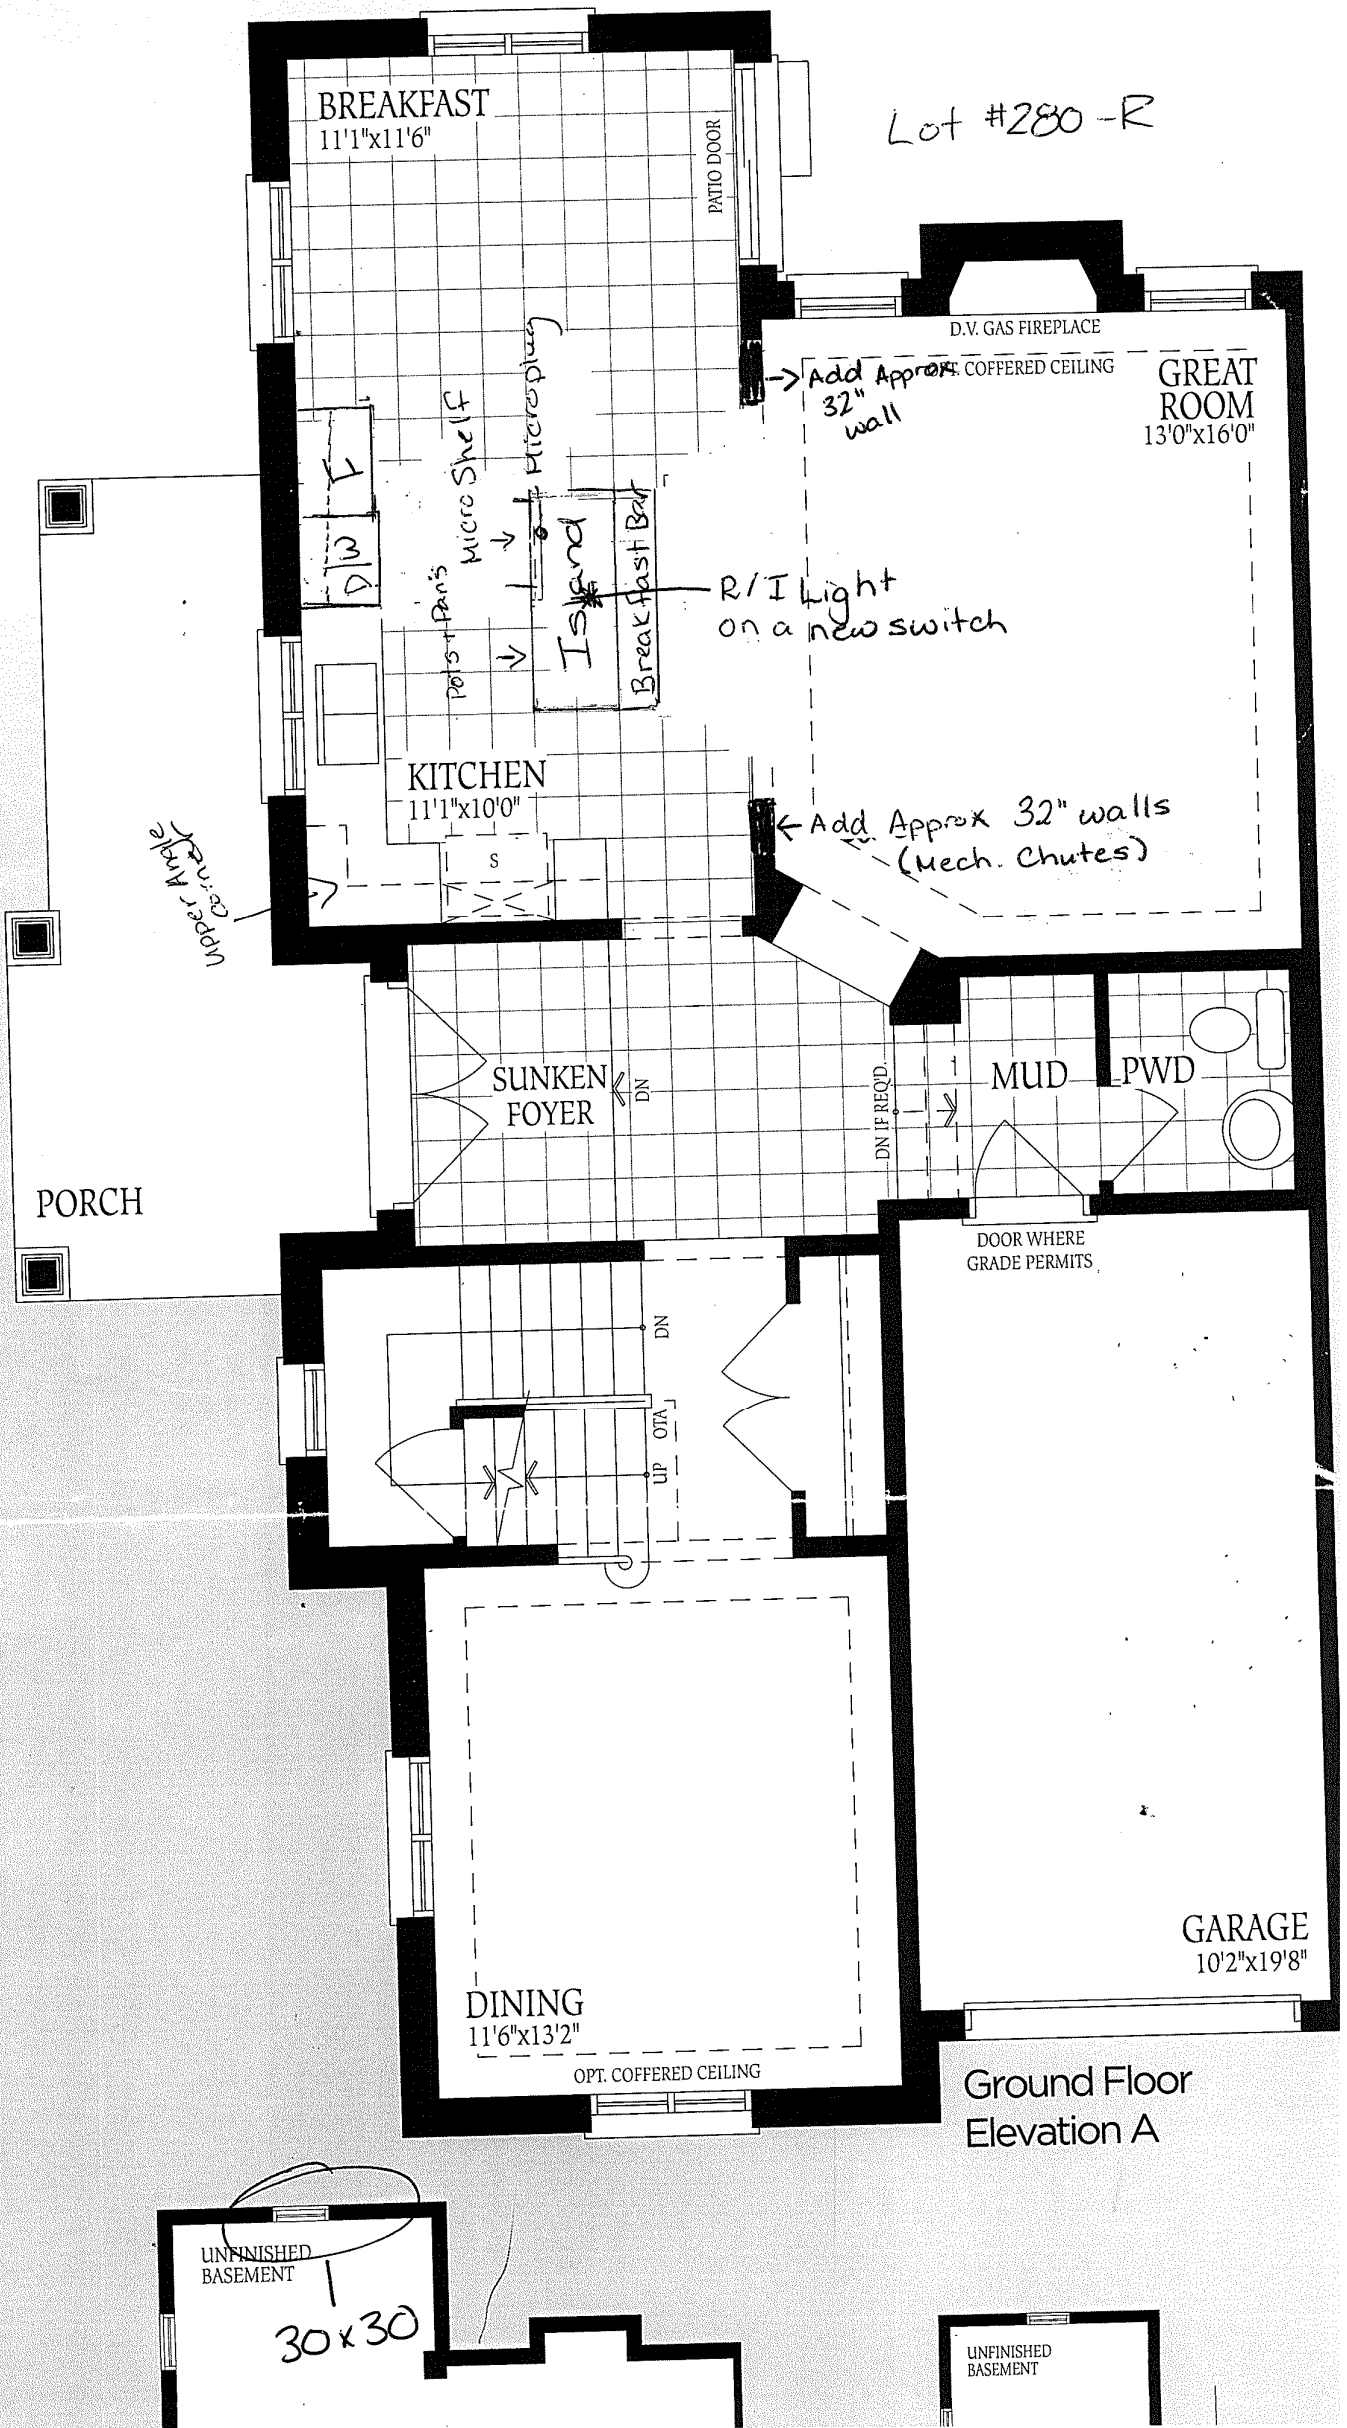 BREAKFAST
11'1"x11'6"
PATIO DOOR
Lot #280-R
D.V. GAS FIREPLACE
COFFERED CEILING
GREAT
ROOM
13'0"x16'0"
Add Approx
32"
wall
Microplug
Micro Shelf
Pots + Pans
D/W
Island
Breakfast Bar
R/I Light
on a new switch
KITCHEN
11'1"x10'0"
S
Add Approx 32" walls
(Mech. Chutes)
Upper Angle
corner
SUNKEN
FOYER
DN
DN IF REQ'D.
MUD
PWD
PORCH
DOOR WHERE
GRADE PERMITS
DN
UP
OTA
GARAGE
10'2"x19'8"
DINING
11'6"x13'2"
OPT. COFFERED CEILING
Ground Floor
Elevation A
UNFINISHED
BASEMENT
30x30
UNFINISHED
BASEMENT